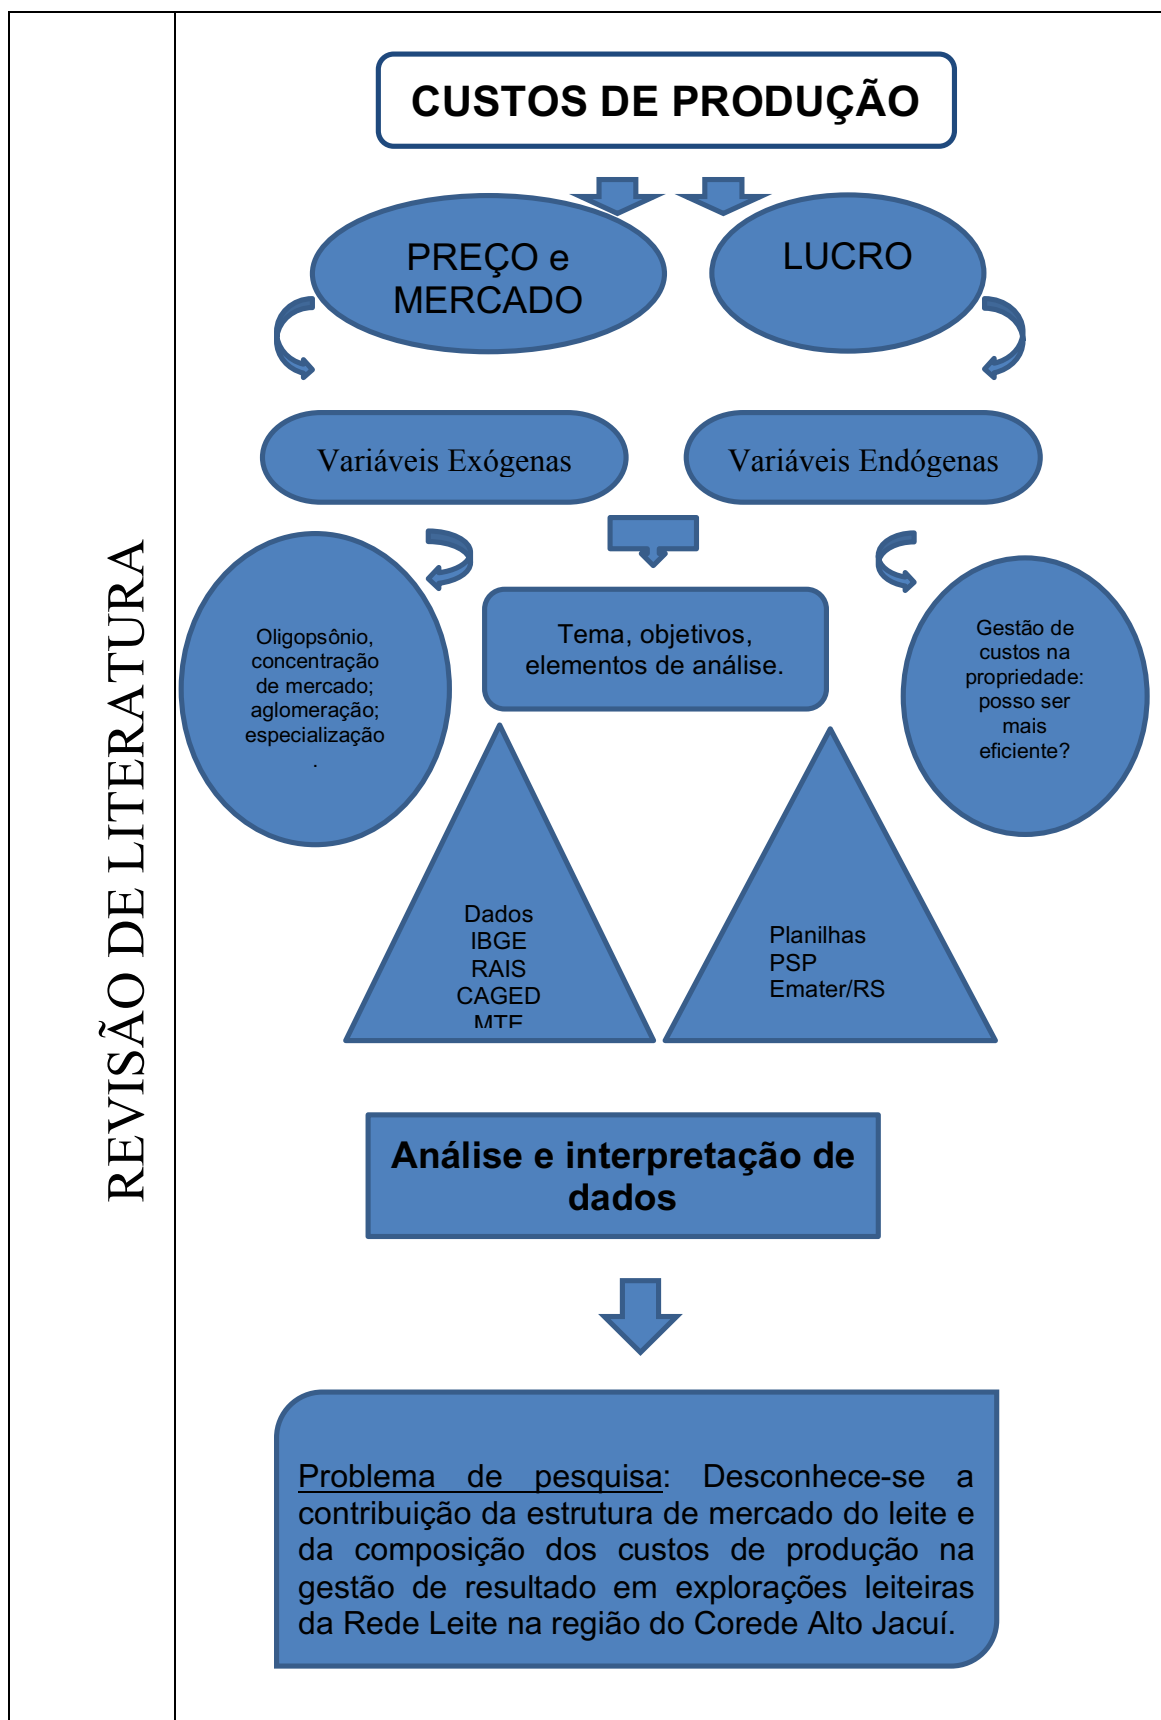 REVISÃO DE LITERATURA
CUSTOS DE PRODUÇÃO
PREÇO e
MERCADO
LUCRO
Variáveis Exógenas
Variáveis Endógenas
Oligopsônio,
concentração
de mercado;
aglomeração;
especialização
.
Tema, objetivos,
elementos de análise.
Gestão de
custos na
propriedade:
posso ser
mais
eficiente?
Dados
IBGE
RAIS
CAGED
MTE
Planilhas
PSP
Emater/RS
Análise e interpretação de
dados
Problema de pesquisa: Desconhece-se a
contribuição da estrutura de mercado do leite e
da composição dos custos de produção na
gestão de resultado em explorações leiteiras
da Rede Leite na região do Corede Alto Jacuí.